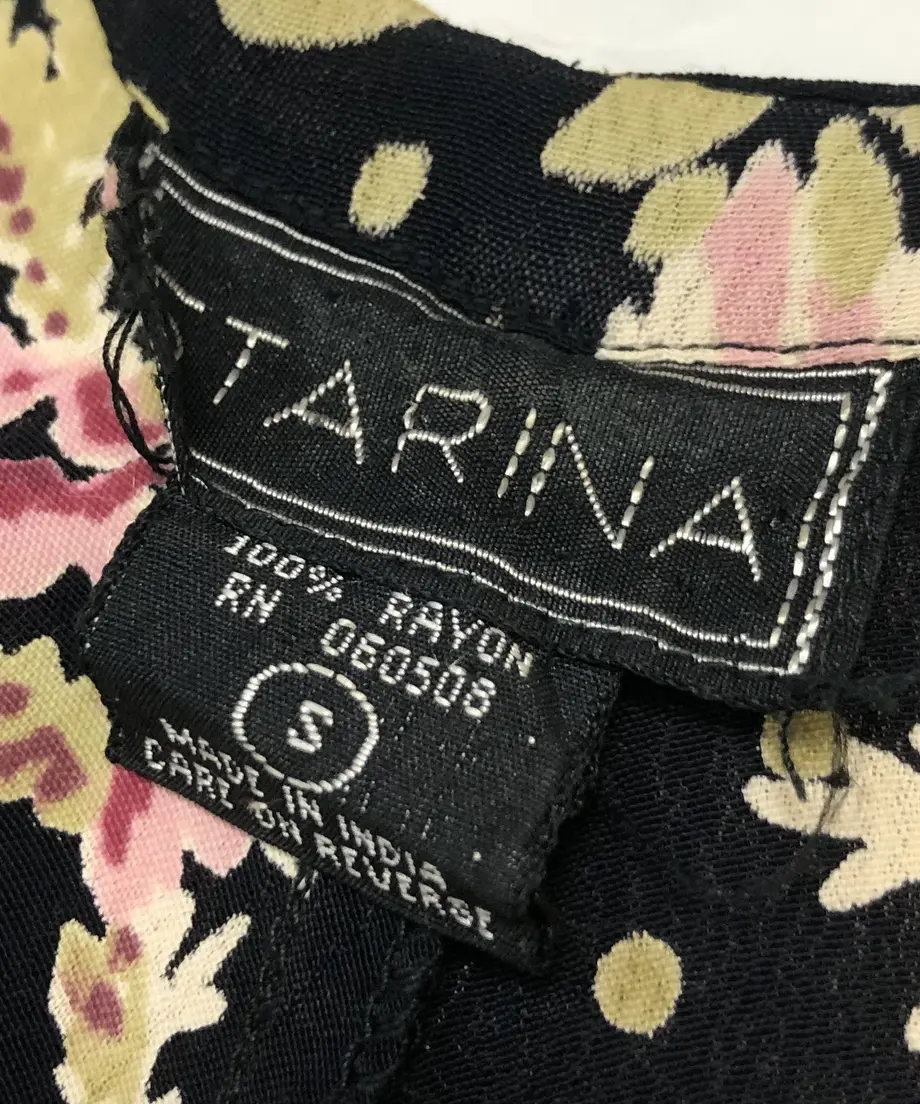 TARINA
100% RAYON
RN 060508
S
MADE IN INDIA
CARE ON REVERSE